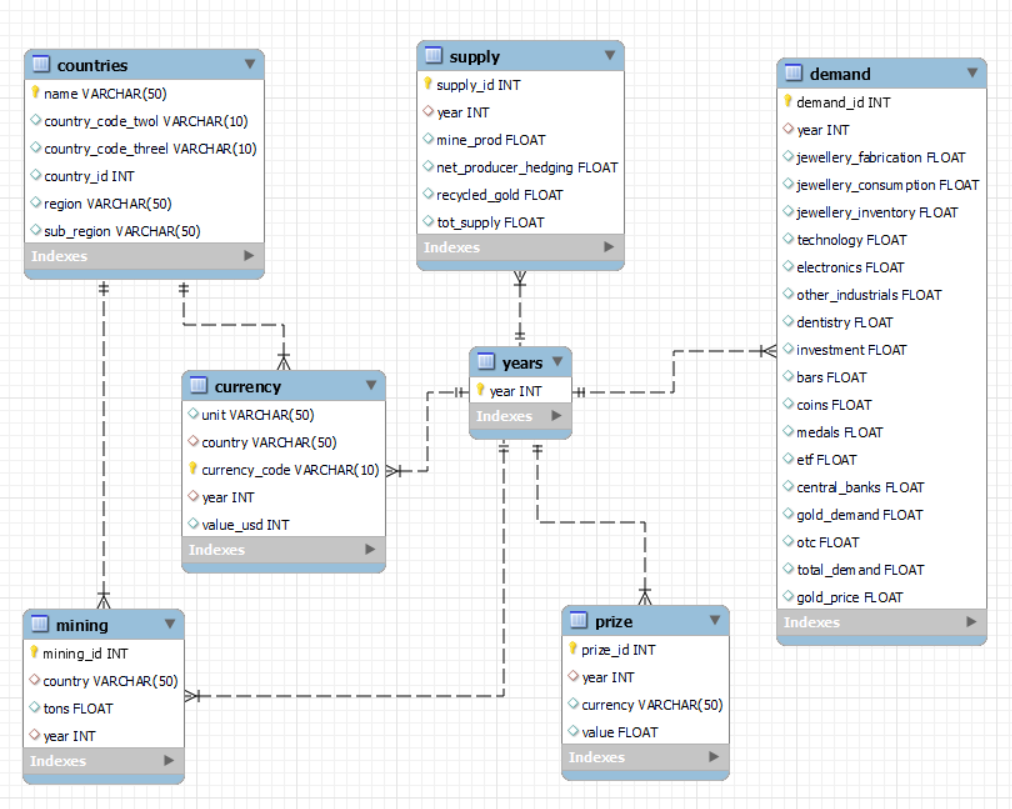 countries
name VARCHAR(50)
country_code_twol VARCHAR(10)
country_code_threel VARCHAR(10)
country_id INT
region VARCHAR(50)
sub_region VARCHAR(50)
Indexes
supply
supply_id INT
year INT
mine_prod FLOAT
net_producer_hedging FLOAT
recycled_gold FLOAT
tot_supply FLOAT
Indexes
demand
demand_id INT
year INT
jewellery_fabrication FLOAT
jewellery_consumption FLOAT
jewellery_inventory FLOAT
technology FLOAT
electronics FLOAT
other_industrials FLOAT
dentistry FLOAT
investment FLOAT
bars FLOAT
coins FLOAT
medals FLOAT
etf FLOAT
central_banks FLOAT
gold_demand FLOAT
otc FLOAT
total_demand FLOAT
gold_price FLOAT
Indexes
currency
unit VARCHAR(50)
country VARCHAR(50)
currency_code VARCHAR(10)
year INT
value_usd INT
Indexes
years
year INT
Indexes
mining
mining_id INT
country VARCHAR(50)
tons FLOAT
year INT
Indexes
prize
prize_id INT
year INT
currency VARCHAR(50)
value FLOAT
Indexes